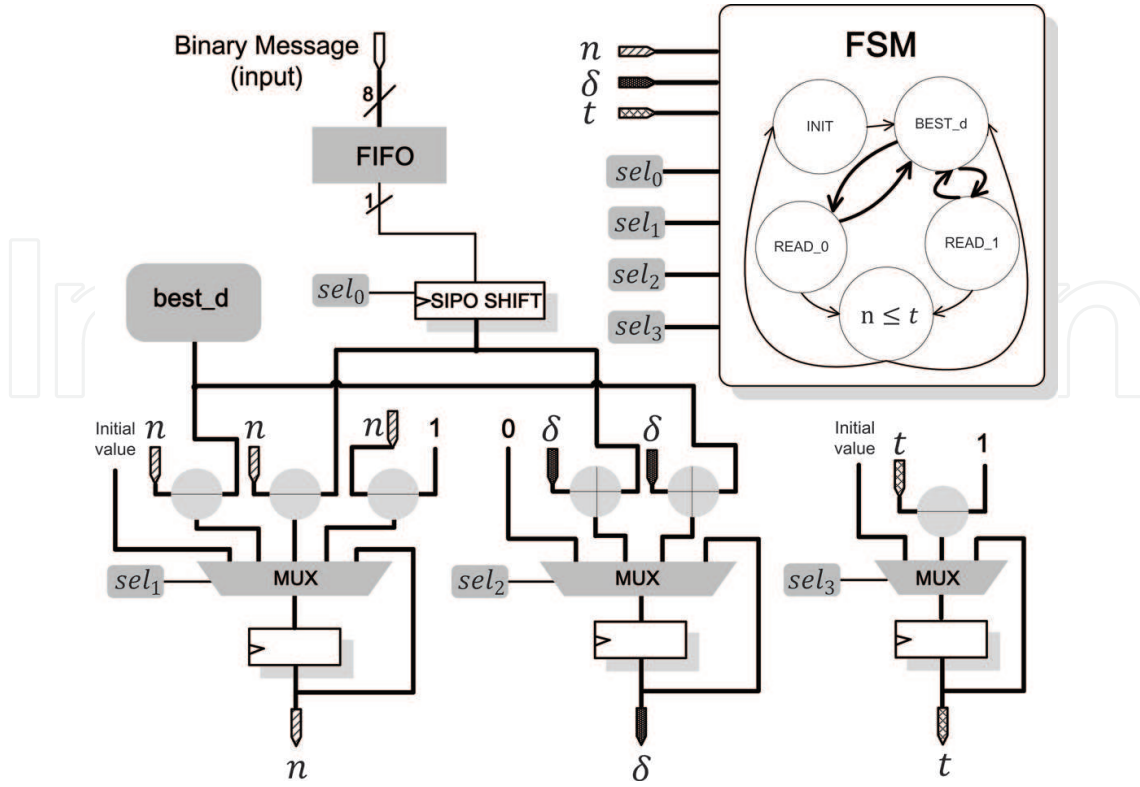 Binary Message
(input)
8
FIFO
1
sel₀
SIPO SHIFT
best_d
n
δ
t
sel₀
sel₁
sel₂
sel₃
FSM
INIT
BEST_d
READ_0
READ_1
n ≤ t
Initial
value
n
n
n
1
0
δ
δ
Initial
value
t
1
sel₁
MUX
sel₂
MUX
sel₃
MUX
n
δ
t